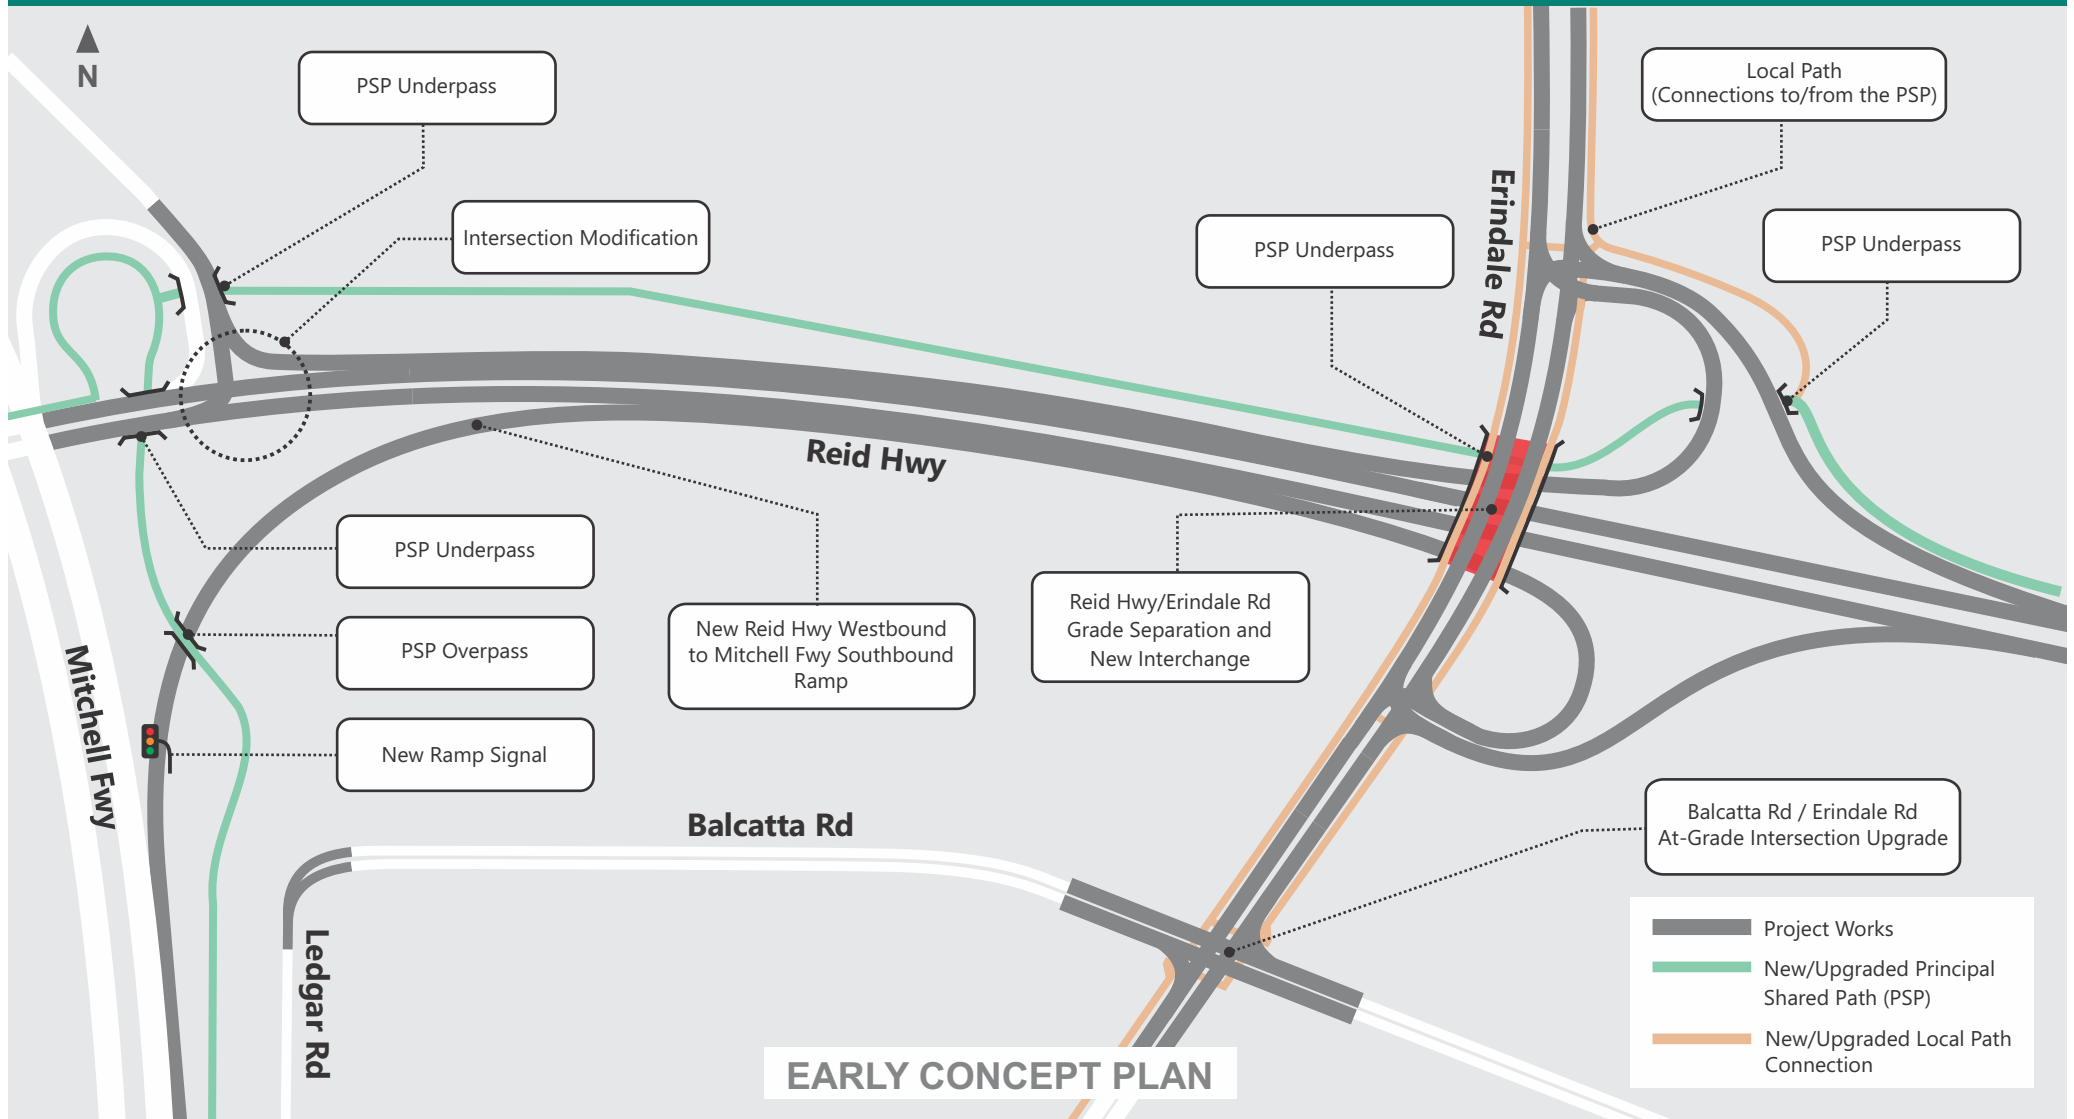 N
PSP Underpass
Local Path
(Connections to/from the PSP)
Intersection Modification
Erindale Rd
PSP Underpass
PSP Underpass
Reid Hwy
PSP Underpass
PSP Overpass
New Ramp Signal
Mitchell Fwy
New Reid Hwy Westbound
to Mitchell Fwy Southbound
Ramp
Reid Hwy/Erindale Rd
Grade Separation and
New Interchange
Balcatta Rd
Ledgar Rd
Balcatta Rd / Erindale Rd
At-Grade Intersection Upgrade
Project Works
New/Upgraded Principal
Shared Path (PSP)
New/Upgraded Local Path
Connection
EARLY CONCEPT PLAN